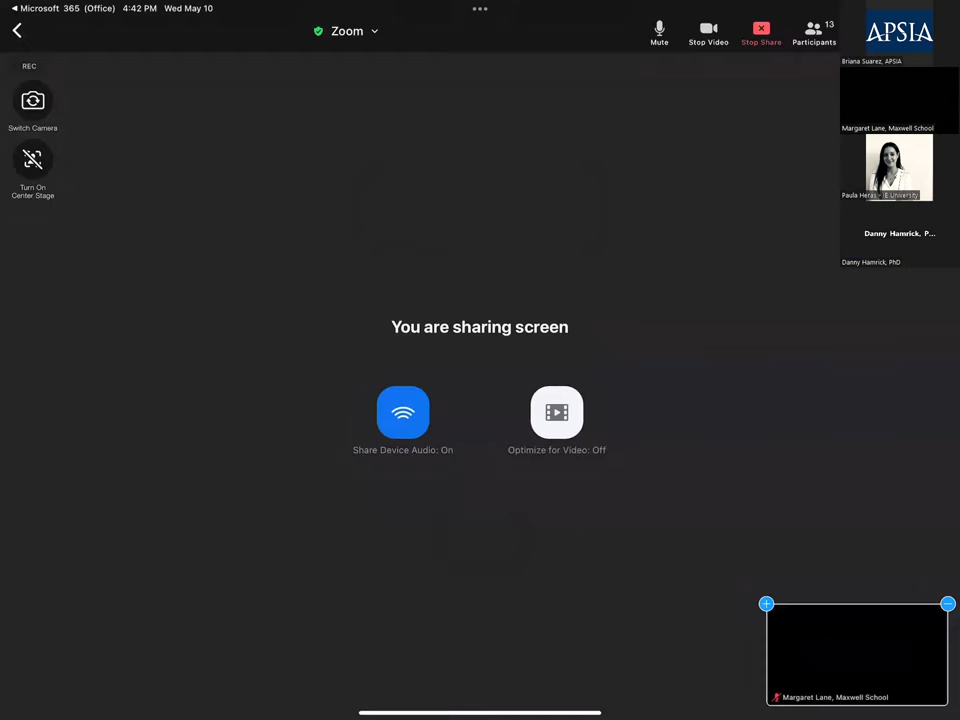 Microsoft 365 (Office) 4:42 PM Wed May 10
Zoom
Mute
Stop Video
Stop Share
13
Participants
APSIA
Briana Suarez, APSIA
REC
Switch Camera
Margaret Lane, Maxwell School
Turn On
Center Stage
Paula Heras - IE University
Danny Hamrick, P...
Danny Hamrick, PhD
You are sharing screen
Share Device Audio: On
Optimize for Video: Off
Margaret Lane, Maxwell School